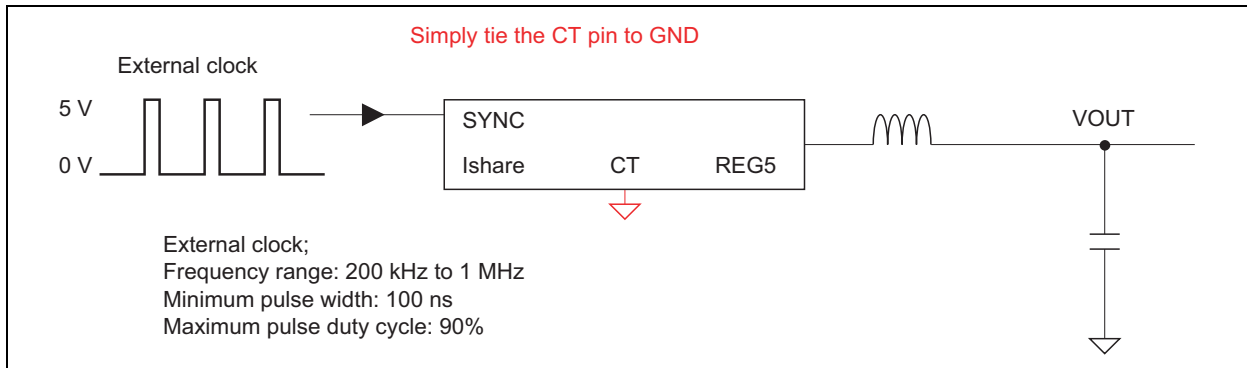 Simply tie the CT pin to GND
External clock
5 V
0 V
SYNC
Ishare
CT
REG5
VOUT
External clock;
Frequency range: 200 kHz to 1 MHz
Minimum pulse width: 100 ns
Maximum pulse duty cycle: 90%